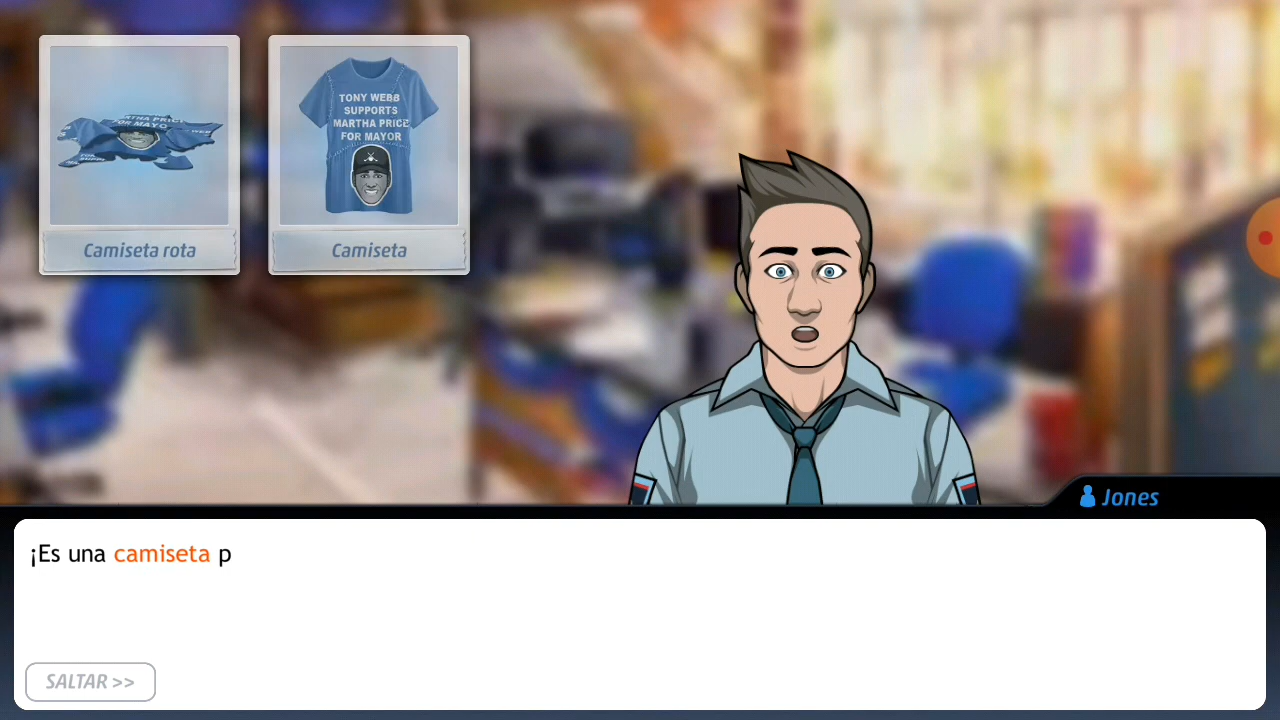 TONY WEBB
SUPPORTS
MARTHA PRICE
FOR MAYOR
Camiseta rota
Camiseta
Jones
¡Es una camiseta p
SALTAR >>